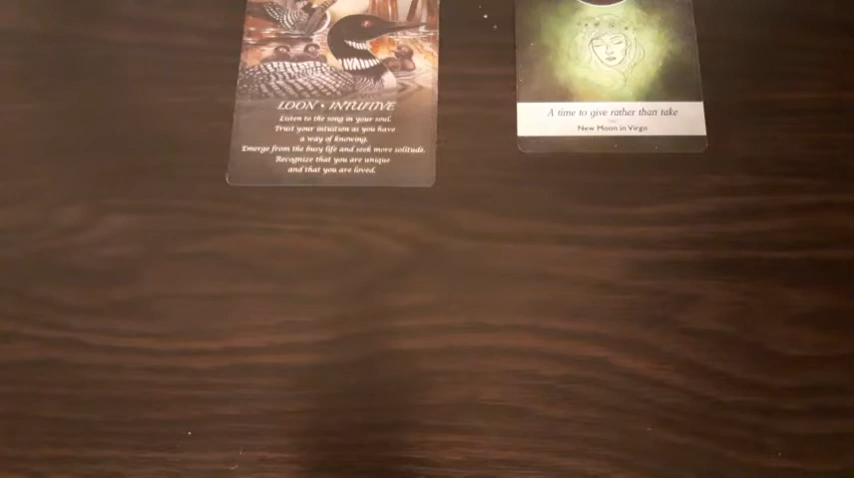 LOON • INTUITIVE
Listen to the song in your soul.
Trust your intuition as you have
a way of knowing.
Emerge from the busy life and seek more solitude.
Recognize that you are unique
and that you are loved.
A time to give rather than take
New Moon in Virgo